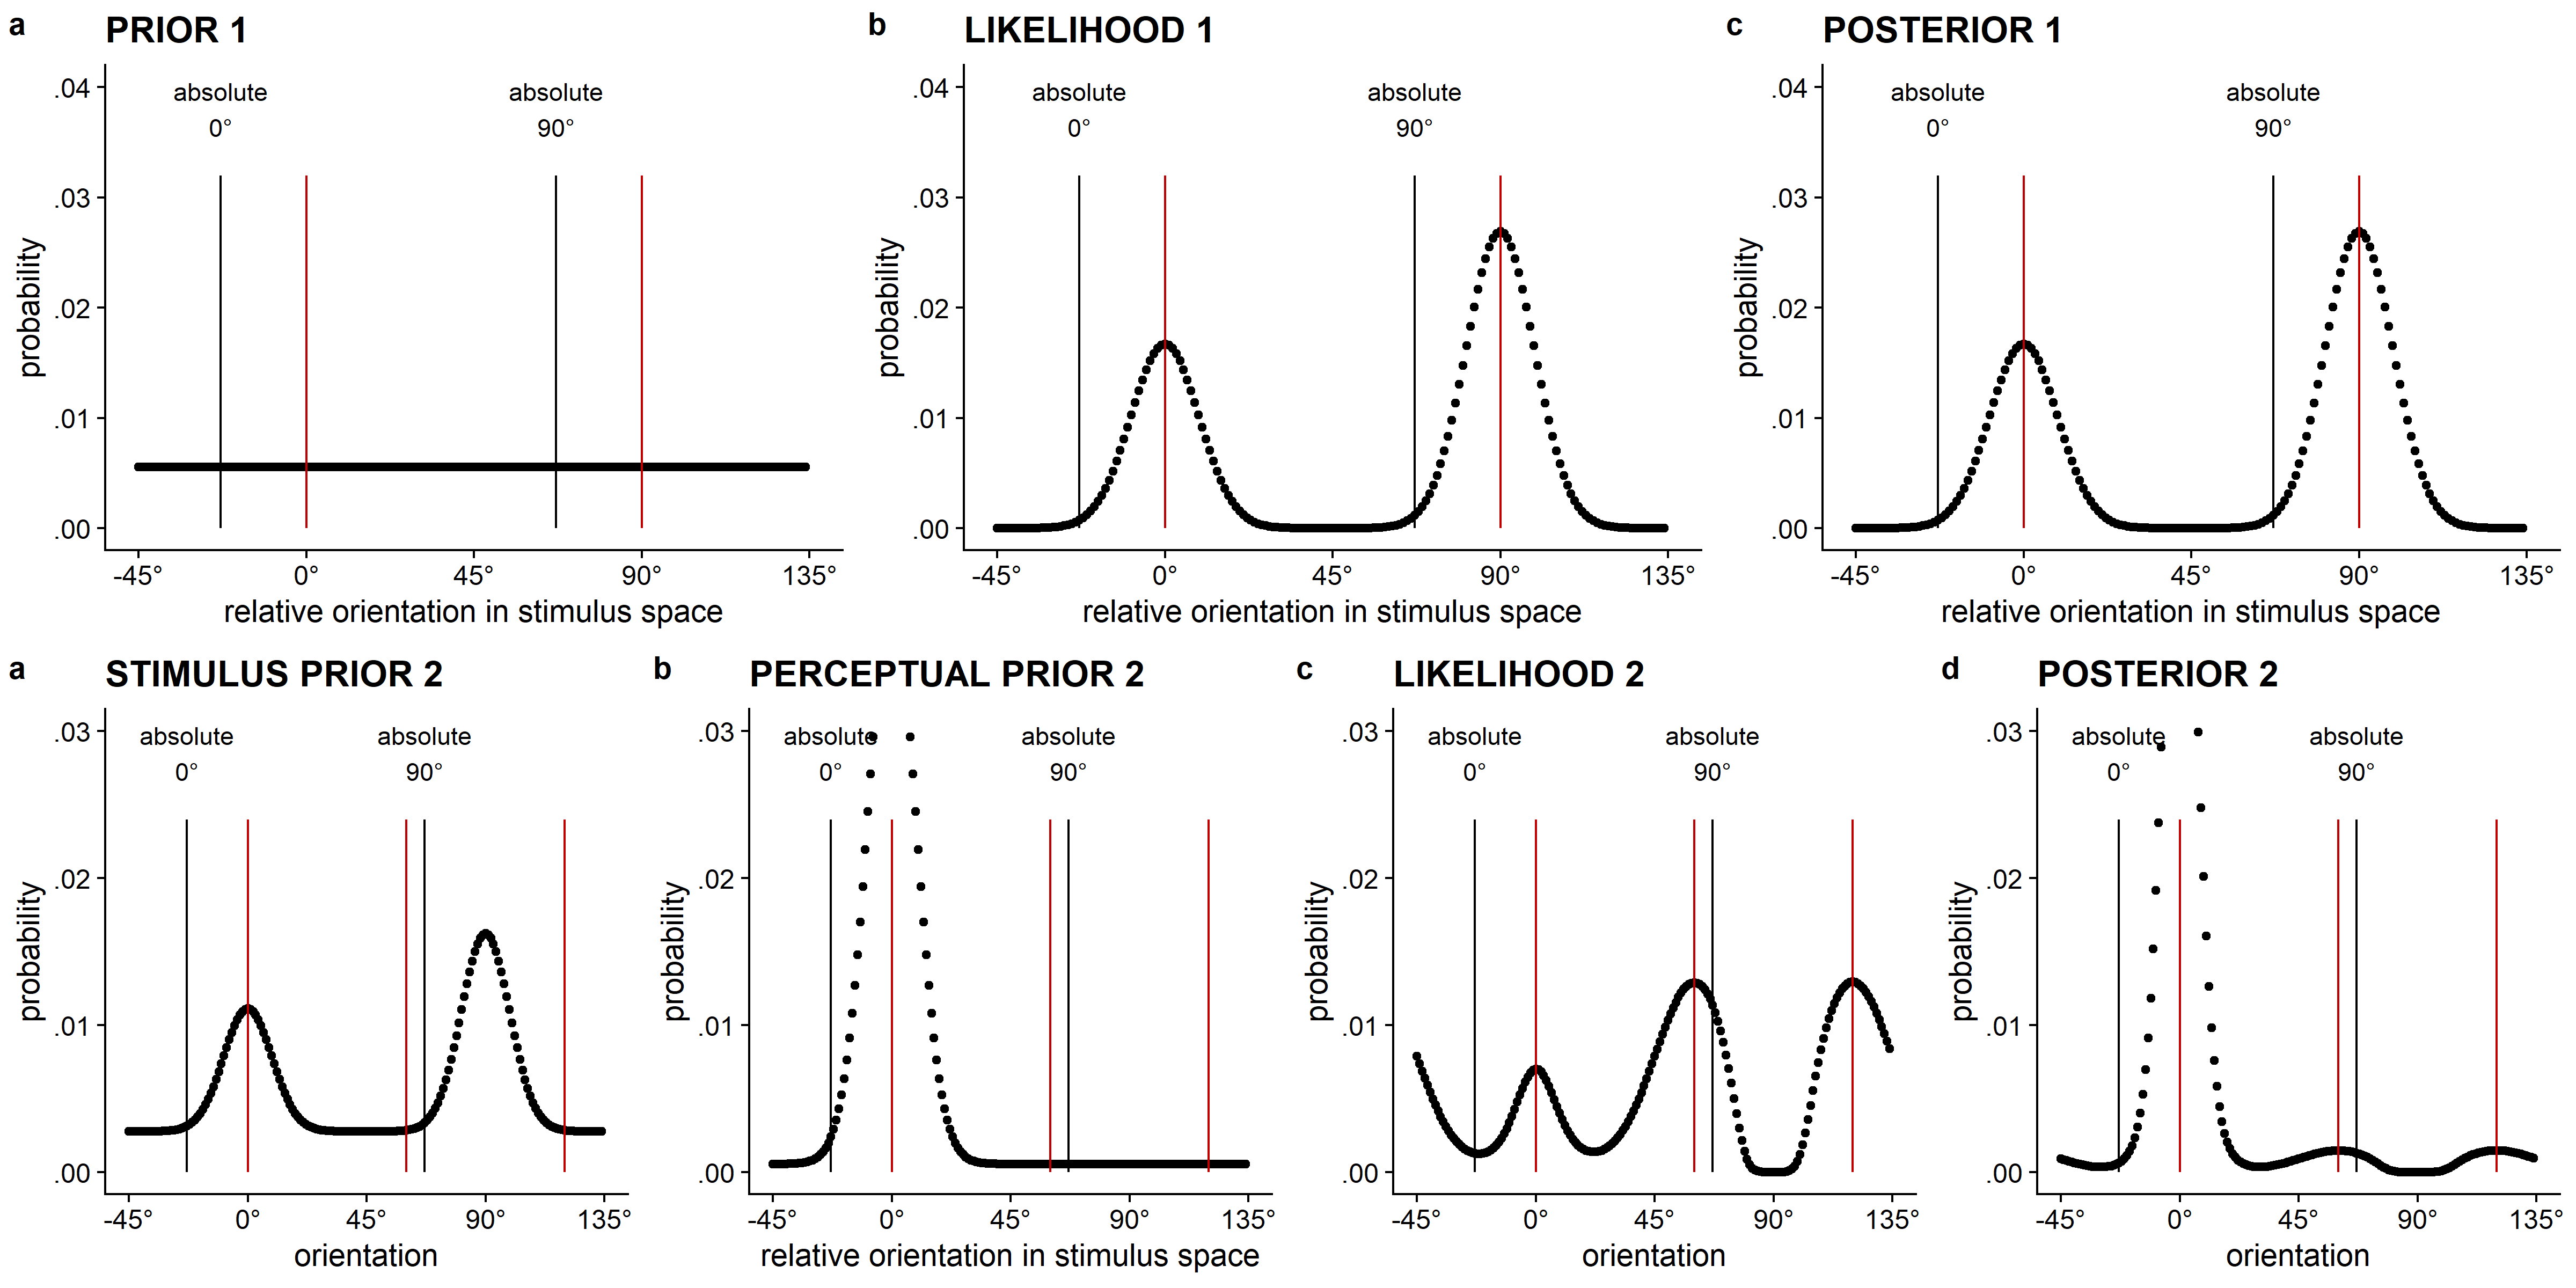 a PRIOR 1
.04
.03
.02
.01
.00
absolute 0°
absolute 90°
probability
-45° 0° 45° 90° 135°
relative orientation in stimulus space
b LIKELIHOOD 1
.04
.03
.02
.01
.00
absolute 0°
absolute 90°
probability
-45° 0° 45° 90° 135°
relative orientation in stimulus space
c POSTERIOR 1
.04
.03
.02
.01
.00
absolute 0°
absolute 90°
probability
-45° 0° 45° 90° 135°
relative orientation in stimulus space
a STIMULUS PRIOR 2
.03
.02
.01
.00
absolute 0°
absolute 90°
probability
-45° 0° 45° 90° 135°
orientation
b PERCEPTUAL PRIOR 2
.03
.02
.01
.00
absolute 0°
absolute 90°
probability
-45° 0° 45° 90° 135°
relative orientation in stimulus space
c LIKELIHOOD 2
.03
.02
.01
.00
absolute 0°
absolute 90°
probability
-45° 0° 45° 90° 135°
orientation
d POSTERIOR 2
.03
.02
.01
.00
absolute 0°
absolute 90°
probability
-45° 0° 45° 90° 135°
orientation